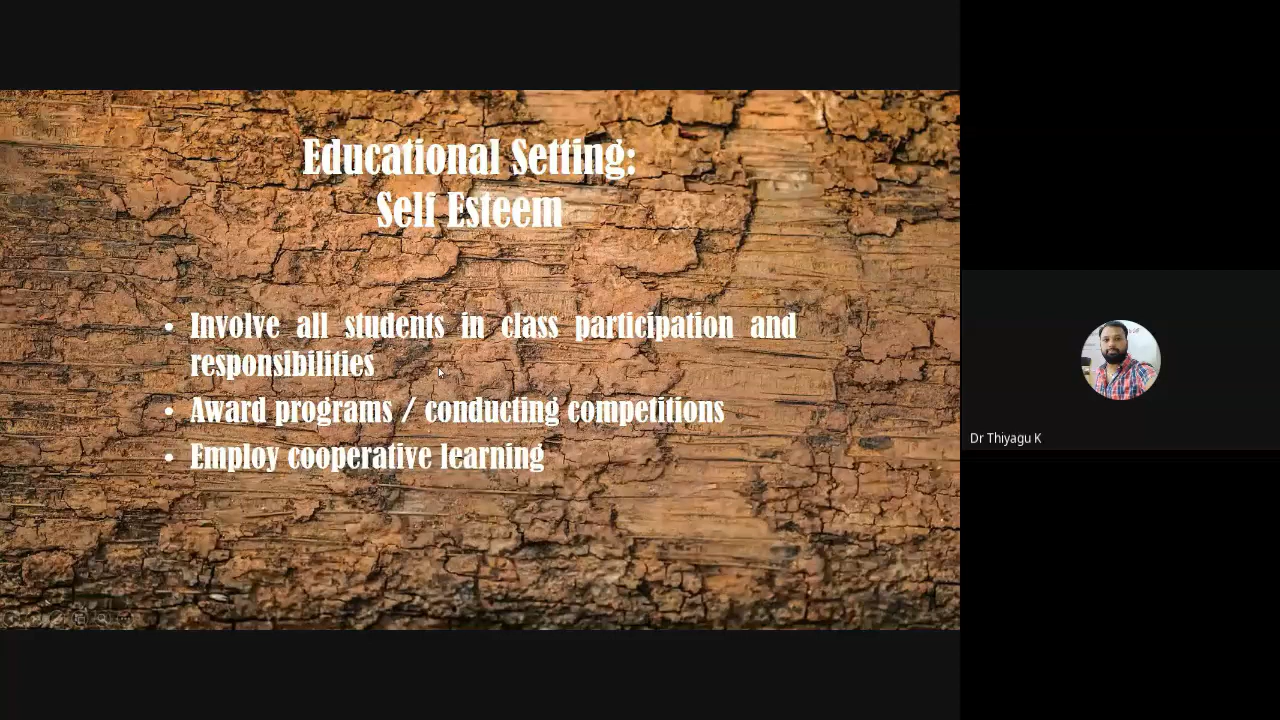 Educational Setting:
Self Esteem
• Involve all students in class participation and
responsibilities
• Award programs / conducting competitions
• Employ cooperative learning
Dr Thiyagu K